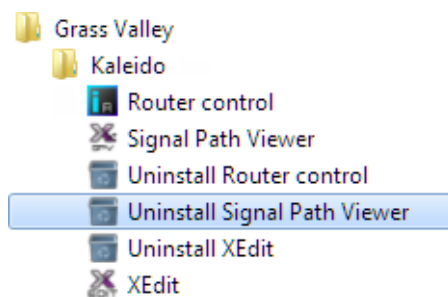 Grass Valley
Kaleido
Router control
Signal Path Viewer
Uninstall Router control
Uninstall Signal Path Viewer
Uninstall XEdit
XEdit